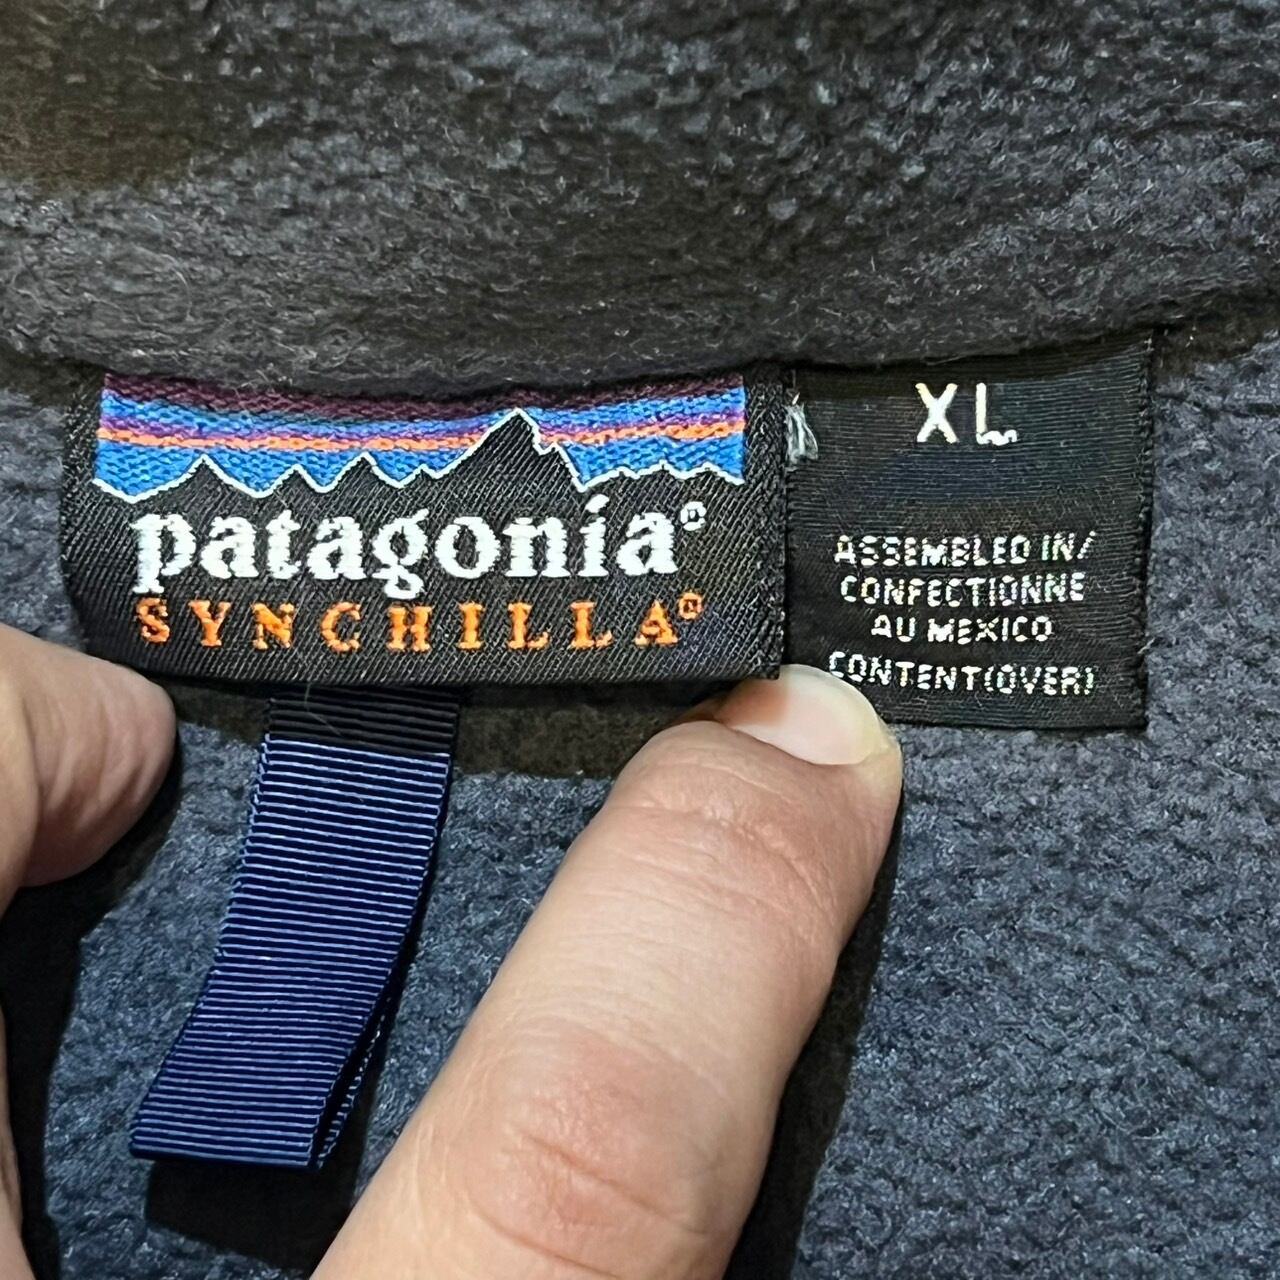 patagonia®
SYNCHILLA®
XL
ASSEMBLED IN/
CONFECTIONNE
AU MEXICO
CONTENT(OVER)